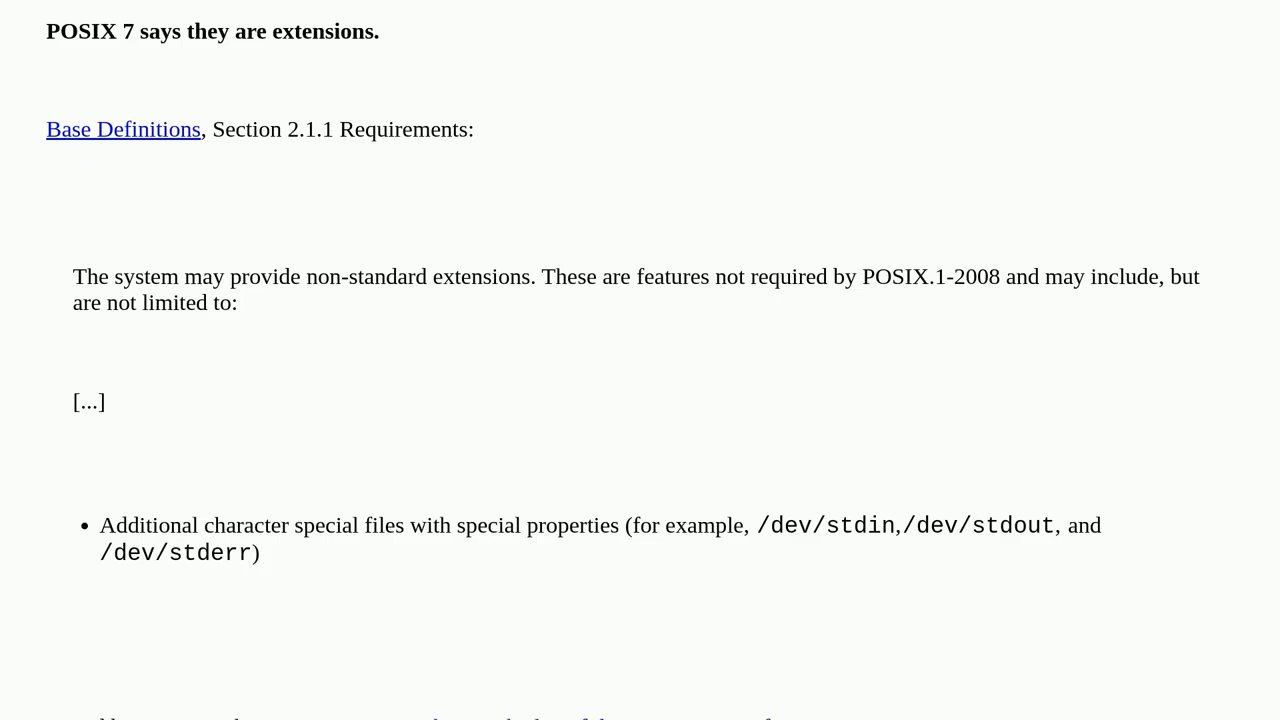 POSIX 7 says they are extensions.
Base Definitions, Section 2.1.1 Requirements:
The system may provide non-standard extensions. These are features not required by POSIX.1-2008 and may include, but
are not limited to:
[...]
• Additional character special files with special properties (for example, /dev/stdin,/dev/stdout, and
/dev/stderr)